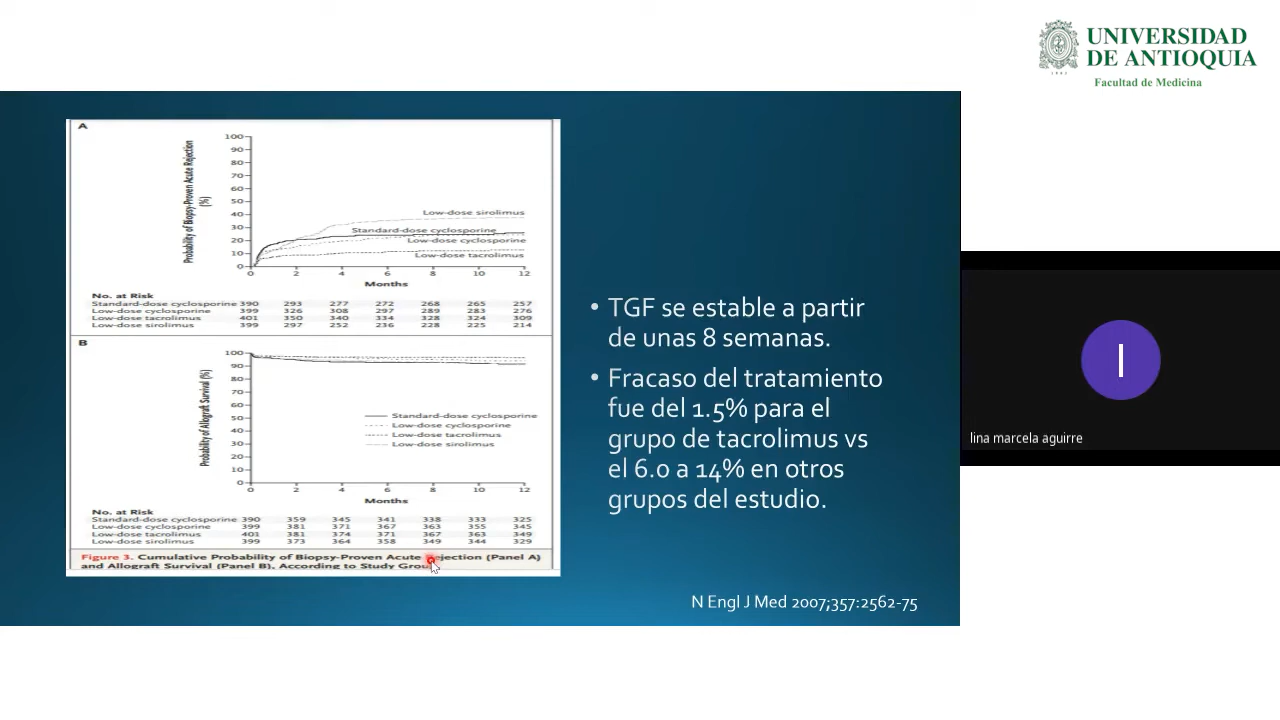 UNIVERSIDAD
DE ANTIOQUIA
1803
Facultad de Medicina
A
Probability of Biopsy-Proven Acute Rejection
(%)
100
90
80
70
60
50
40
30
20
10
0
Low-dose sirolimus
Standard-dose cyclosporine
Low-dose cyclosporine
Low-dose tacrolimus
0 2 4 6 8 10 12
Months
No. at Risk
Standard-dose cyclosporine 390 293 277 272 268 265 257
Low-dose cyclosporine 399 326 308 297 289 283 276
Low-dose tacrolimus 401 350 340 334 328 324 309
Low-dose sirolimus 399 297 252 236 228 225 214
B
Probability of Allograft Survival (%)
100
90
80
70
60
50
40
30
20
10
0
Standard-dose cyclosporine
Low-dose cyclosporine
Low-dose tacrolimus
Low-dose sirolimus
0 2 4 6 8 10 12
Months
No. at Risk
Standard-dose cyclosporine 390 359 345 341 338 333 325
Low-dose cyclosporine 399 381 371 367 363 355 345
Low-dose tacrolimus 401 381 374 371 367 363 349
Low-dose sirolimus 399 373 364 358 349 344 329
Figure 3. Cumulative Probability of Biopsy-Proven Acute Rejection (Panel A)
and Allograft Survival (Panel B), According to Study Group.
• TGF se estable a partir
de unas 8 semanas.
• Fracaso del tratamiento
fue del 1.5% para el
grupo de tacrolimus vs
el 6.0 a 14% en otros
grupos del estudio.
N Engl J Med 2007;357:2562-75
I
lina marcela aguirre